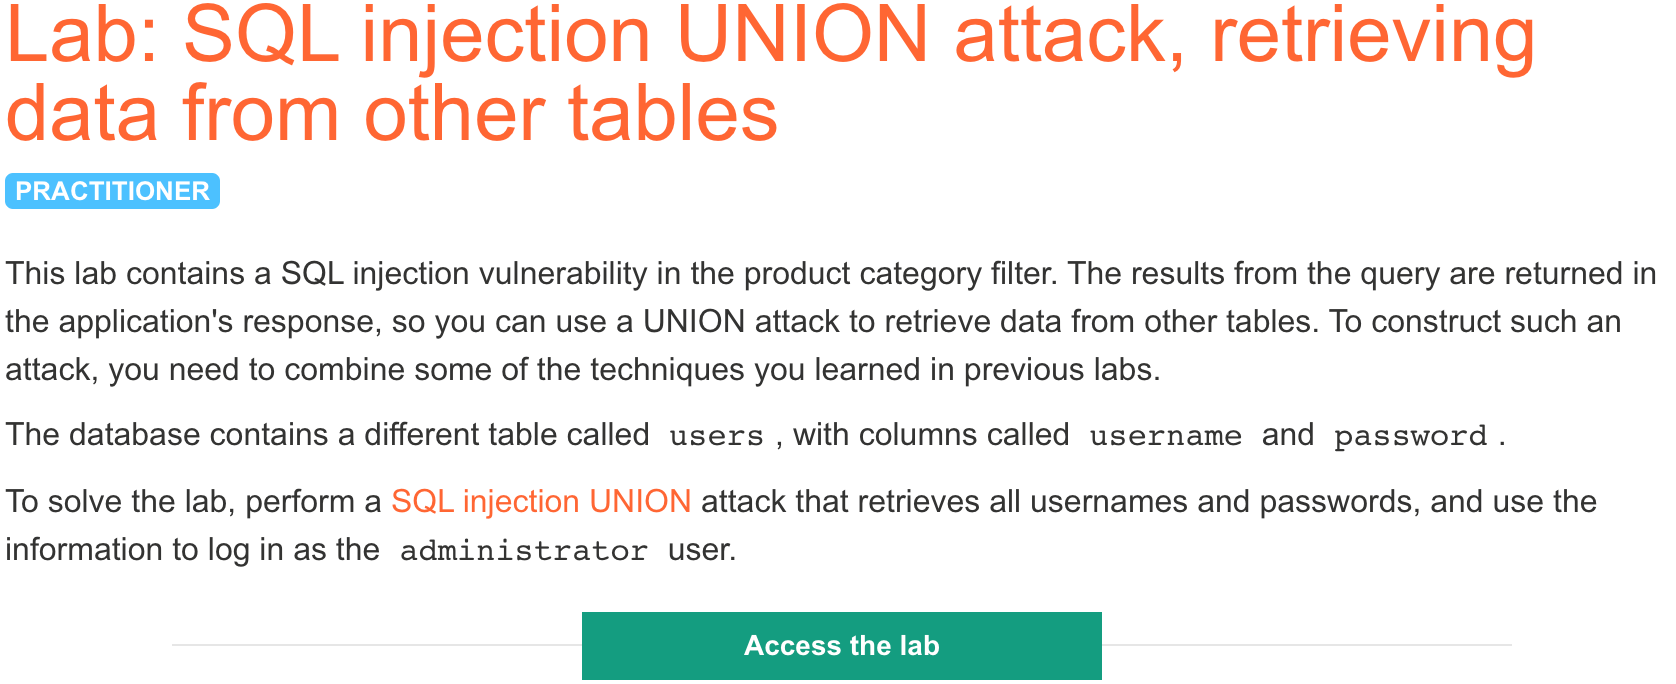 Lab: SQL injection UNION attack, retrieving
data from other tables
PRACTITIONER
This lab contains a SQL injection vulnerability in the product category filter. The results from the query are returned in
the application's response, so you can use a UNION attack to retrieve data from other tables. To construct such an
attack, you need to combine some of the techniques you learned in previous labs.
The database contains a different table called users , with columns called username and password .
To solve the lab, perform a SQL injection UNION attack that retrieves all usernames and passwords, and use the
information to log in as the administrator user.
Access the lab